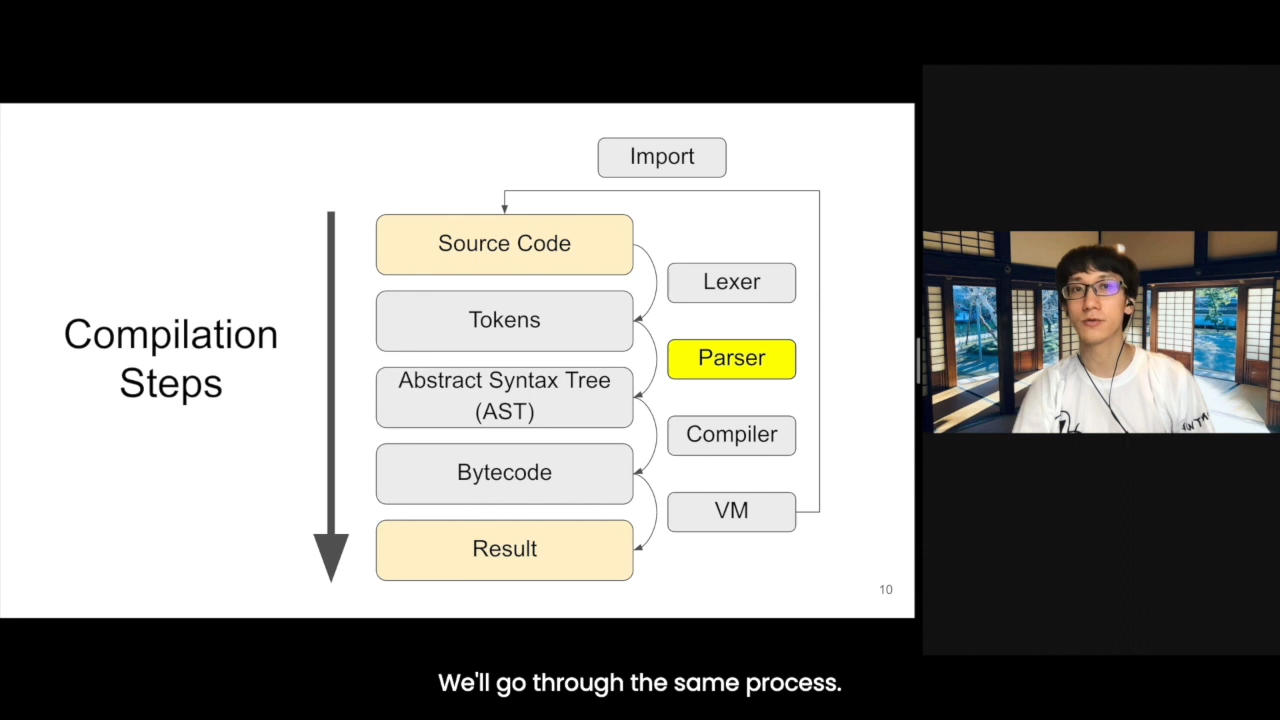 Import
Source Code
Lexer
Tokens
Parser
Compilation
Steps
Abstract Syntax Tree
(AST)
Compiler
Bytecode
VM
Result
10
We'll go through the same process.